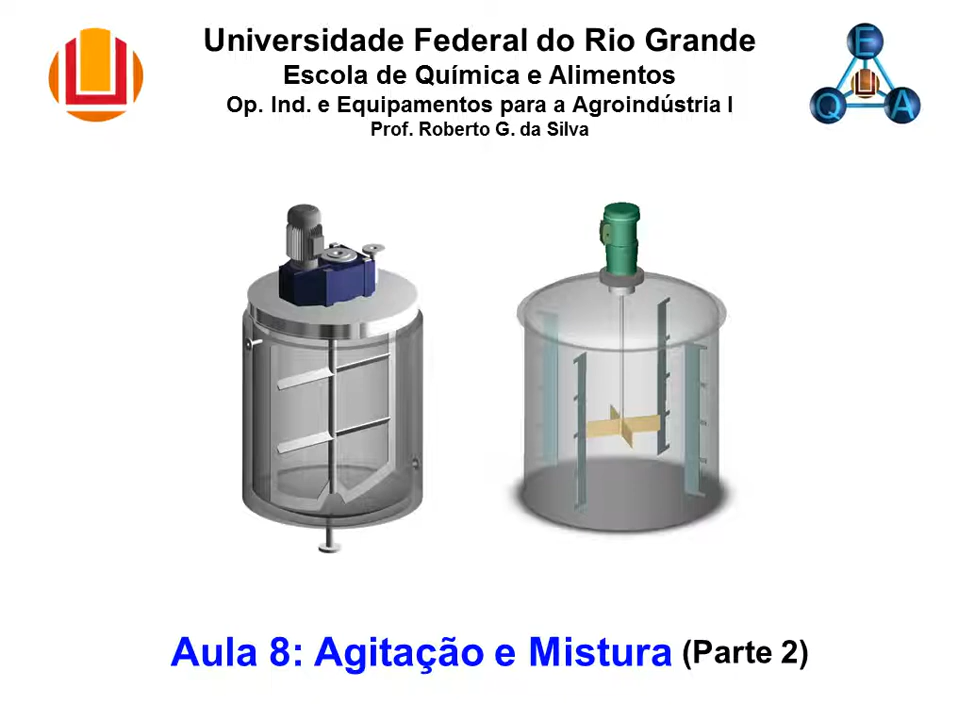 Universidade Federal do Rio Grande
Escola de Química e Alimentos
Op. Ind. e Equipamentos para a Agroindústria I
Prof. Roberto G. da Silva
E
Q
A
Aula 8: Agitação e Mistura (Parte 2)